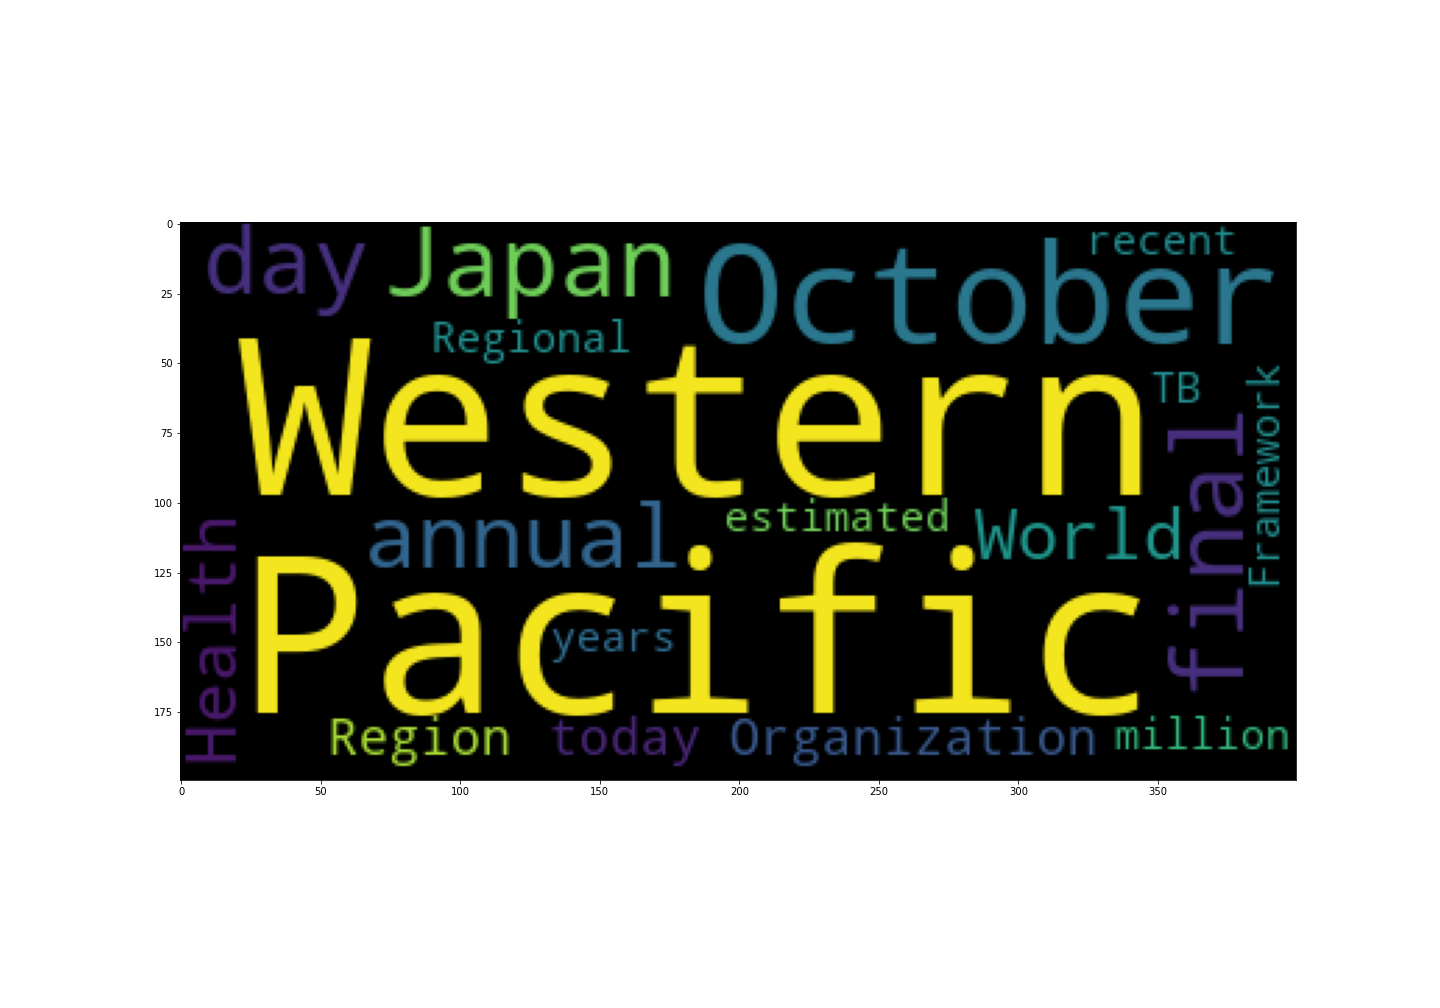 0
25
50
75
100
125
150
175
day
Japan
October
recent
Regional
Western
TB
Framework
final
annual
estimated
World
Health
Pacific
years
Region
today
Organization
million
0
50
100
150
200
250
300
350